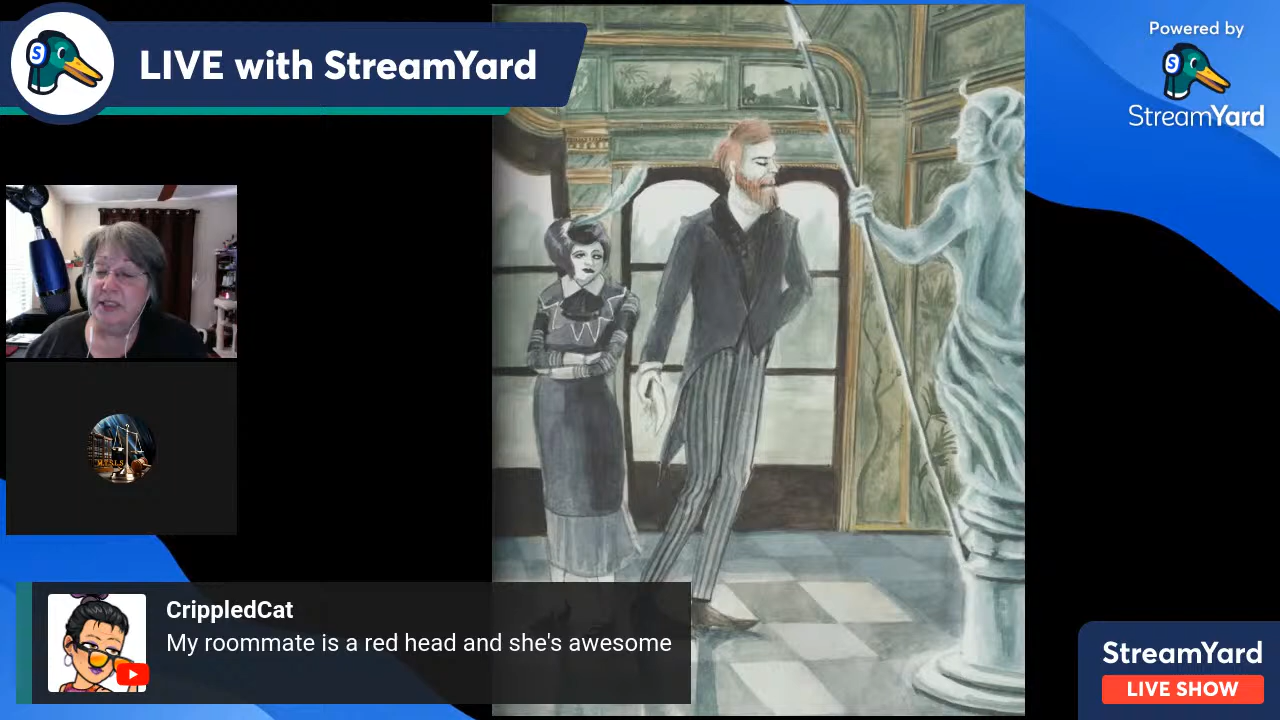 LIVE with StreamYard
Powered by
StreamYard
M.T.S.L.S
CrippledCat
My roommate is a red head and she's awesome
StreamYard
LIVE SHOW